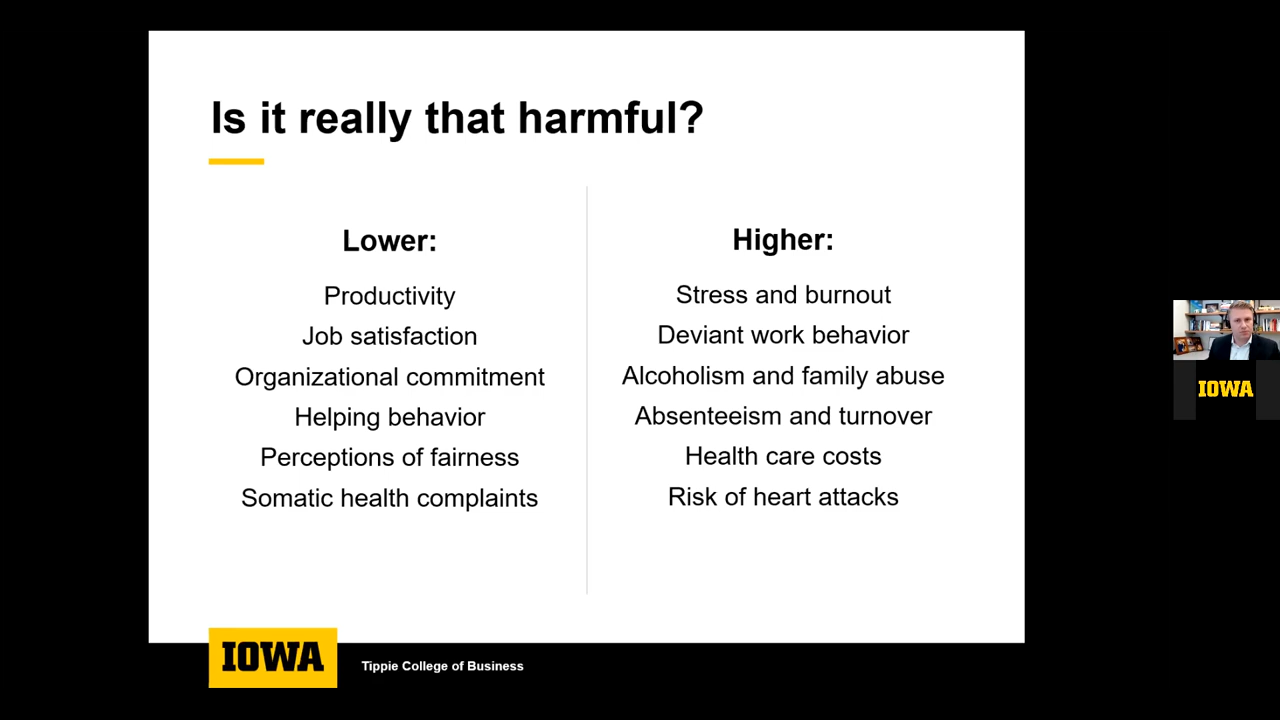 Is it really that harmful?
Lower:
Productivity
Job satisfaction
Organizational commitment
Helping behavior
Perceptions of fairness
Somatic health complaints
Higher:
Stress and burnout
Deviant work behavior
Alcoholism and family abuse
Absenteeism and turnover
Health care costs
Risk of heart attacks
IOWA
Tippie College of Business
IOWA